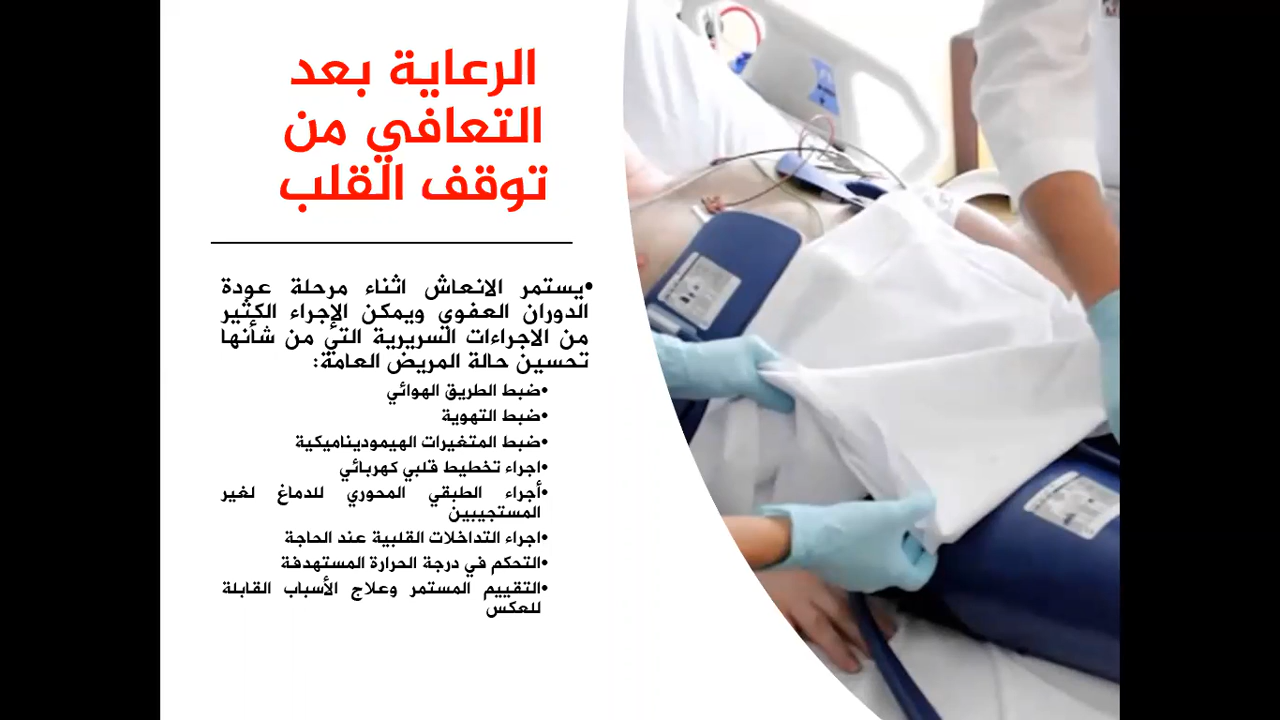 الرعاية بعد
التعافي من
توقف القلب
•يستمر الانعاش اثناء مرحلة عودة
الدوران العفوي ويمكن الإجراء الكثير
من الاجراءات السريرية التي من شأنها
تحسين حالة المريض العامة:
•ضبط الطريق الهوائي
•ضبط التهوية
•ضبط المتغيرات الهيموديناميكية
•اجراء تخطيط قلبي كهربائي
•أجراء الطبقي المحوري للدماغ لغير
المستجيبين
•اجراء التداخلات القلبية عند الحاجة
•التحكم في درجة الحرارة المستهدفة
•التقييم المستمر وعلاج الأسباب القابلة
للعكس